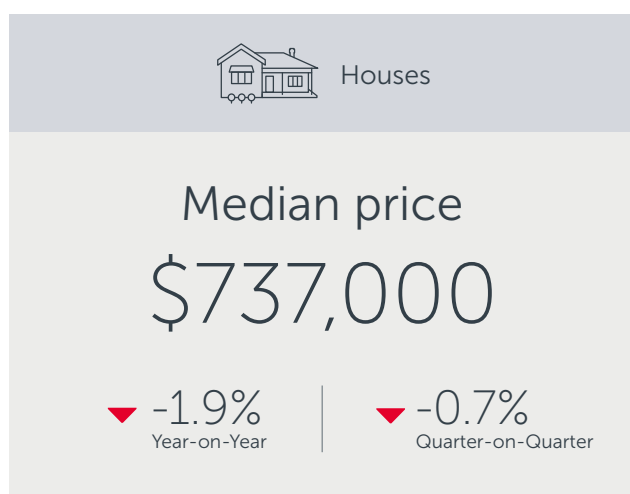 Houses
Median price
$737,000
-1.9%
Year-on-Year
-0.7%
Quarter-on-Quarter